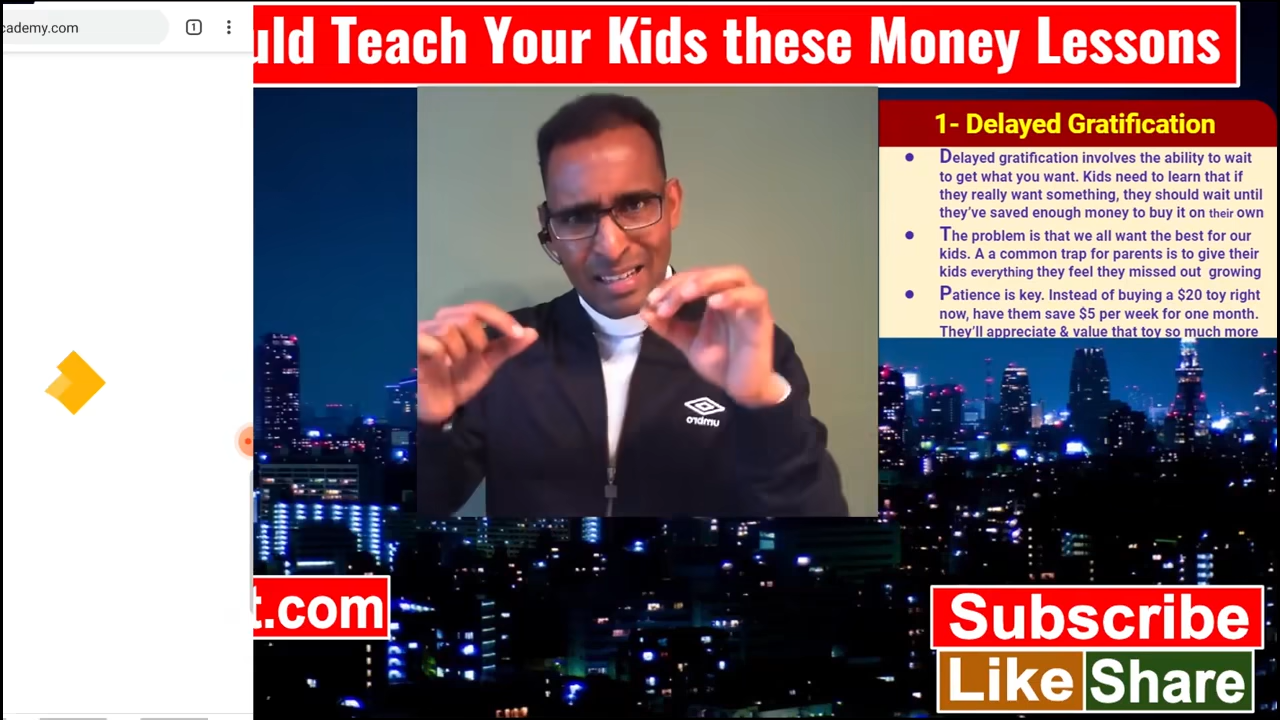 cademy.com
1
uld Teach Your Kids these Money Lessons
1- Delayed Gratification
Delayed gratification involves the ability to wait
to get what you want. Kids need to learn that if
they really want something, they should wait until
they’ve saved enough money to buy it on their own
The problem is that we all want the best for our
kids. A a common trap for parents is to give their
kids everything they feel they missed out growing
Patience is key. Instead of buying a $20 toy right
now, have them save $5 per week for one month.
They’ll appreciate & value that toy so much more
umbro
t.com
Subscribe
Like Share